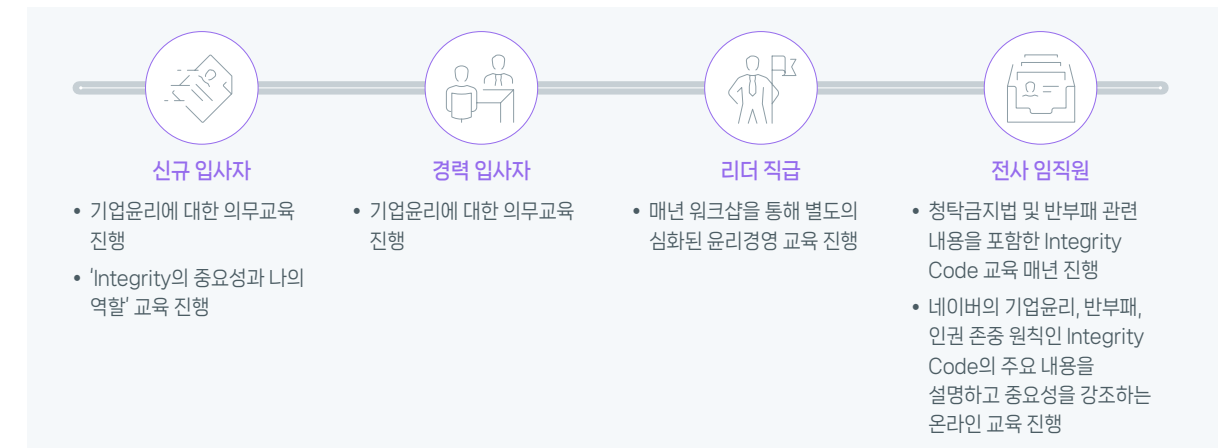 신규 입사자
• 기업윤리에 대한 의무교육
진행
• ‘Integrity의 중요성과 나의
역할’ 교육 진행
경력 입사자
• 기업윤리에 대한 의무교육
진행
리더 직급
• 매년 워크샵을 통해 별도의
심화된 윤리경영 교육 진행
전사 임직원
• 청탁금지법 및 반부패 관련
내용을 포함한 Integrity
Code 교육 매년 진행
• 네이버의 기업윤리, 반부패,
인권 존중 원칙인 Integrity
Code의 주요 내용을
설명하고 중요성을 강조하는
온라인 교육 진행